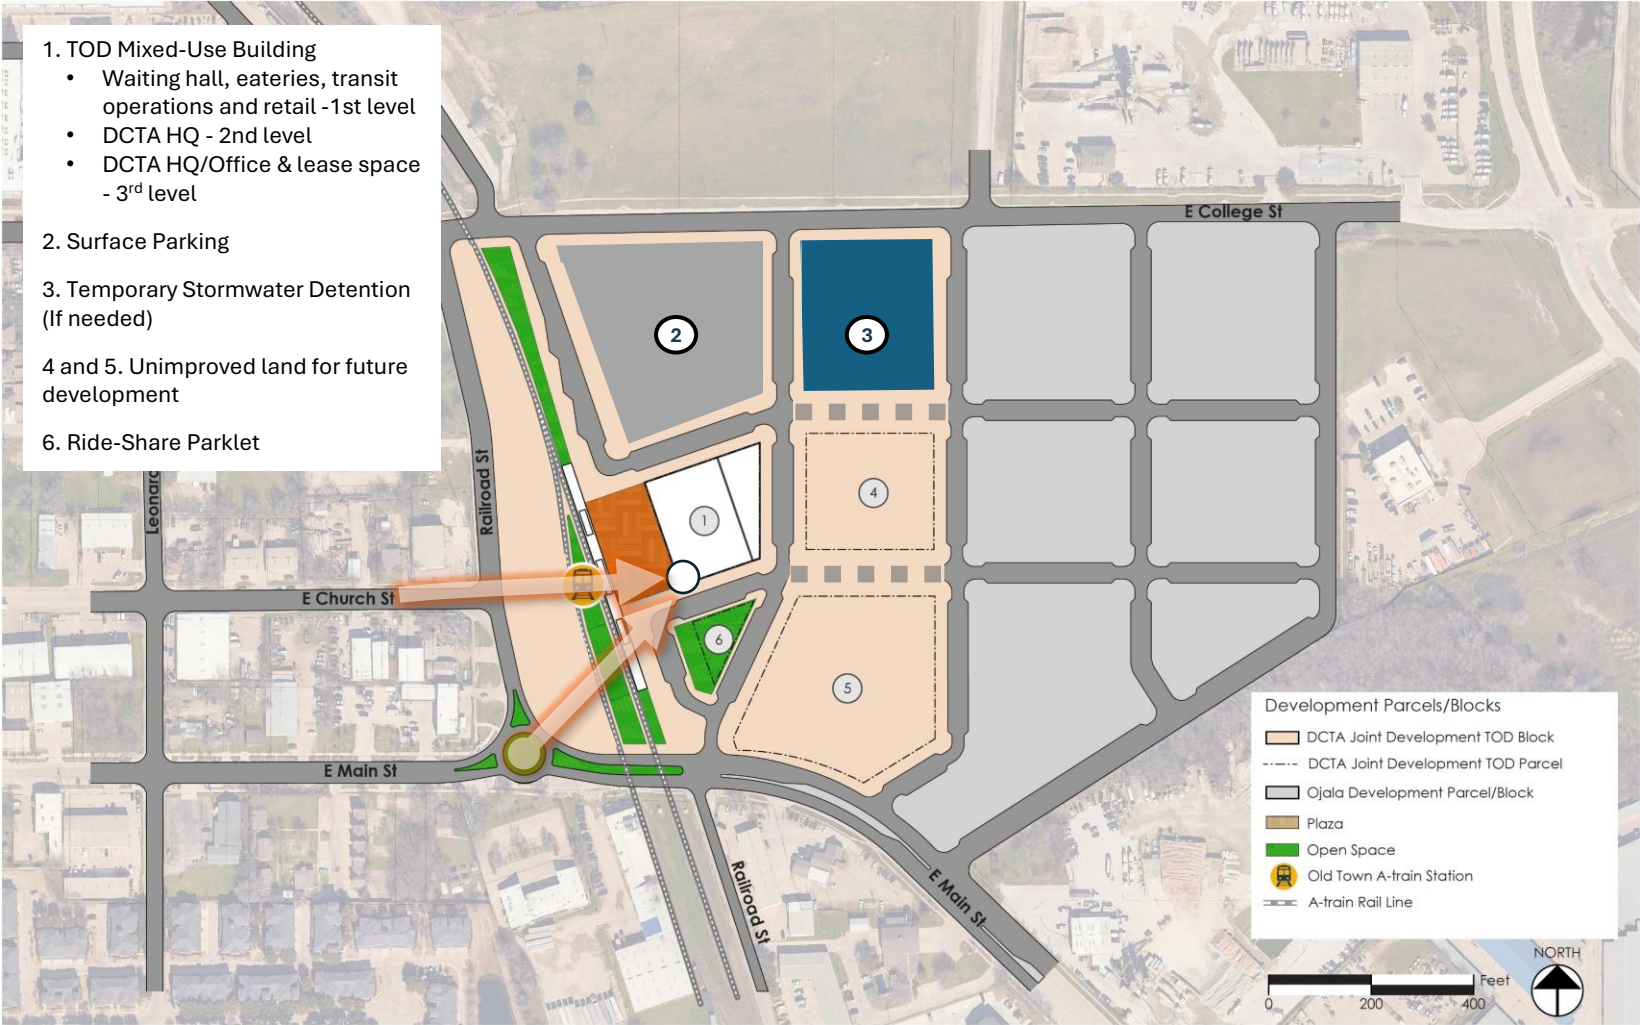 1. TOD Mixed-Use Building
• Waiting hall, eateries, transit
operations and retail -1st level
• DCTA HQ - 2nd level
• DCTA HQ/Office & lease space
- 3rd level
2. Surface Parking
3. Temporary Stormwater Detention
(If needed)
4 and 5. Unimproved land for future
development
6. Ride-Share Parklet
E College St
2
3
Leonard
Railroad St
4
1
E Church St
6
5
E Main St
Railroad St
E Main St
Development Parcels/Blocks
DCTA Joint Development TOD Block
DCTA Joint Development TOD Parcel
Ojala Development Parcel/Block
Plaza
Open Space
Old Town A-train Station
A-train Rail Line
NORTH
Feet
0 200 400